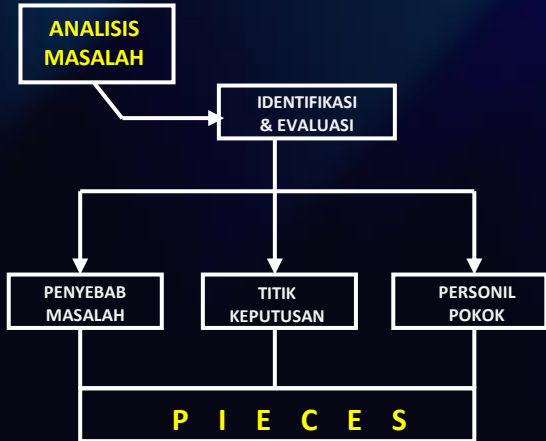 ANALISIS
MASALAH
IDENTIFIKASI
& EVALUASI
PENYEBAB
MASALAH
TITIK
KEPUTUSAN
PERSONIL
POKOK
P I E C E S